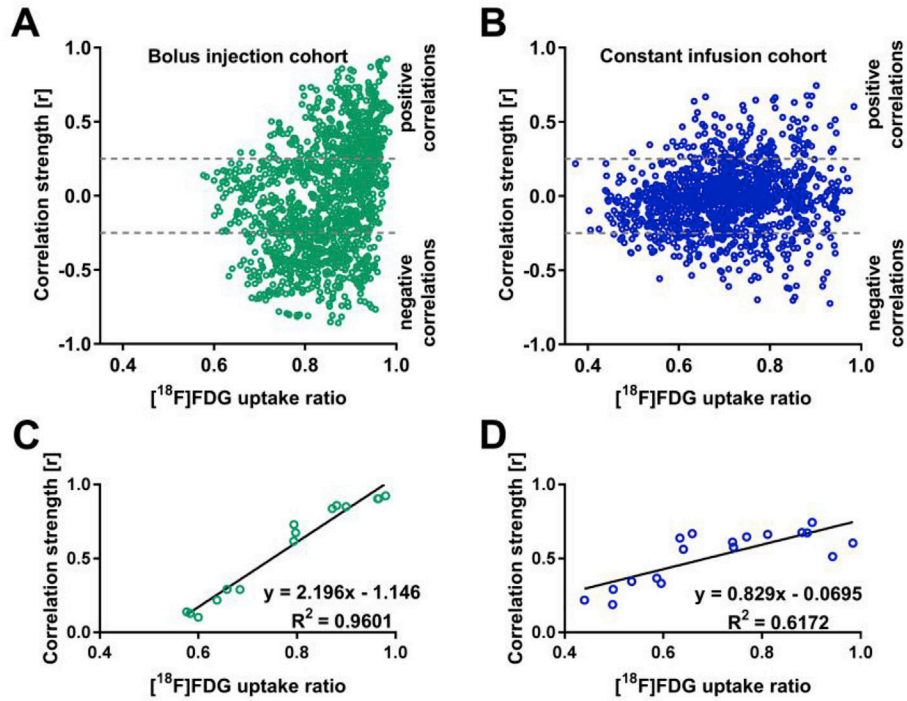 A
Bolus injection cohort
Correlation strength [r]
1.0
0.5
0.0
-0.5
-1.0
positive
correlations
negative
correlations
0.4 0.6 0.8 1.0
[¹⁸F]FDG uptake ratio
B
Constant infusion cohort
Correlation strength [r]
1.0
0.5
0.0
-0.5
-1.0
positive
correlations
negative
correlations
0.4 0.6 0.8 1.0
[¹⁸F]FDG uptake ratio
C
Correlation strength [r]
1.0
0.5
0.0
y = 2.196x - 1.146
R² = 0.9601
0.4 0.6 0.8 1.0
[¹⁸F]FDG uptake ratio
D
Correlation strength [r]
1.0
0.5
0.0
y = 0.829x - 0.0695
R² = 0.6172
0.4 0.6 0.8 1.0
[¹⁸F]FDG uptake ratio